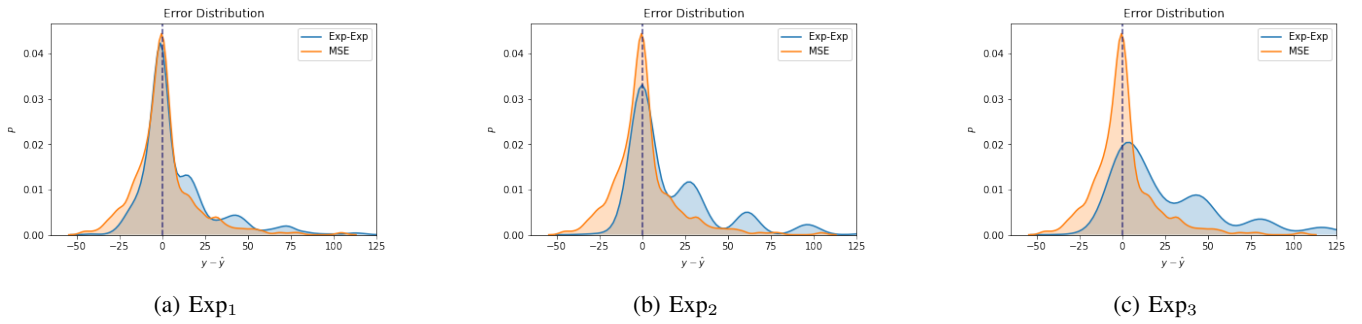 Error Distribution
Exp-Exp
MSE
P
0.04
0.03
0.02
0.01
0.00
−50 −25 0 25 50 75 100 125
y − ŷ
(a) Exp₁
Error Distribution
Exp-Exp
MSE
P
0.04
0.03
0.02
0.01
0.00
−50 −25 0 25 50 75 100 125
y − ŷ
(b) Exp₂
Error Distribution
Exp-Exp
MSE
P
0.04
0.03
0.02
0.01
0.00
−50 −25 0 25 50 75 100 125
y − ŷ
(c) Exp₃